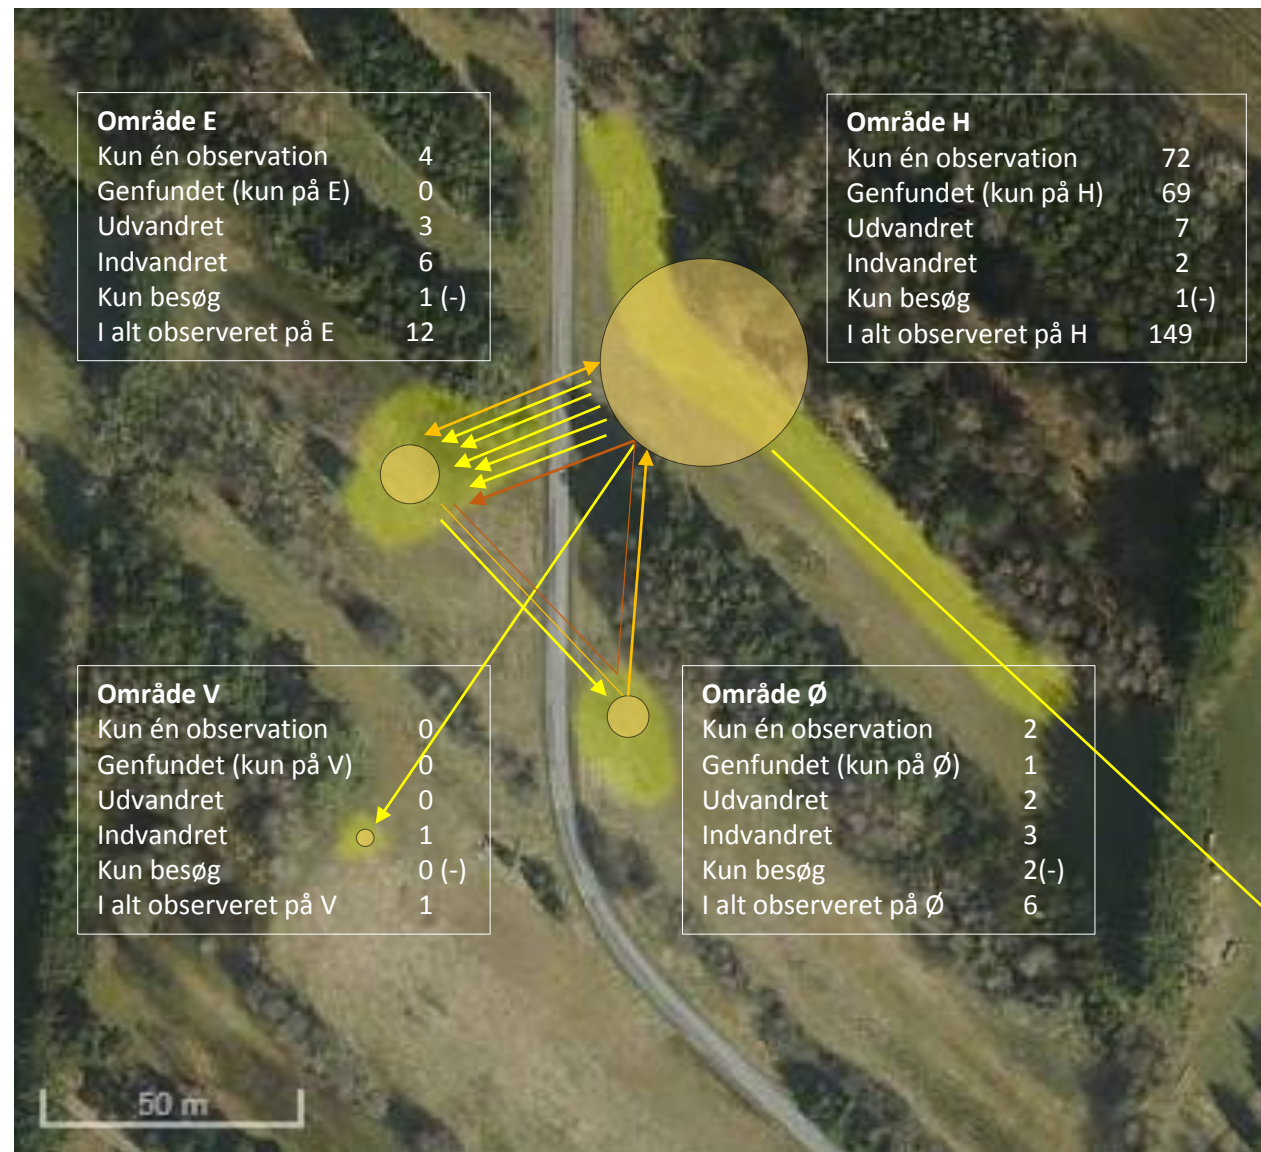 Område E
Kun én observation 4
Genfundet (kun på E) 0
Udvandret 3
Indvandret 6
Kun besøg 1 (-)
I alt observeret på E 12
Område H
Kun én observation 72
Genfundet (kun på H) 69
Udvandret 7
Indvandret 2
Kun besøg 1(-)
I alt observeret på H 149
Område V
Kun én observation 0
Genfundet (kun på V) 0
Udvandret 0
Indvandret 1
Kun besøg 0 (-)
I alt observeret på V 1
Område Ø
Kun én observation 2
Genfundet (kun på Ø) 1
Udvandret 2
Indvandret 3
Kun besøg 2(-)
I alt observeret på Ø 6
50 m